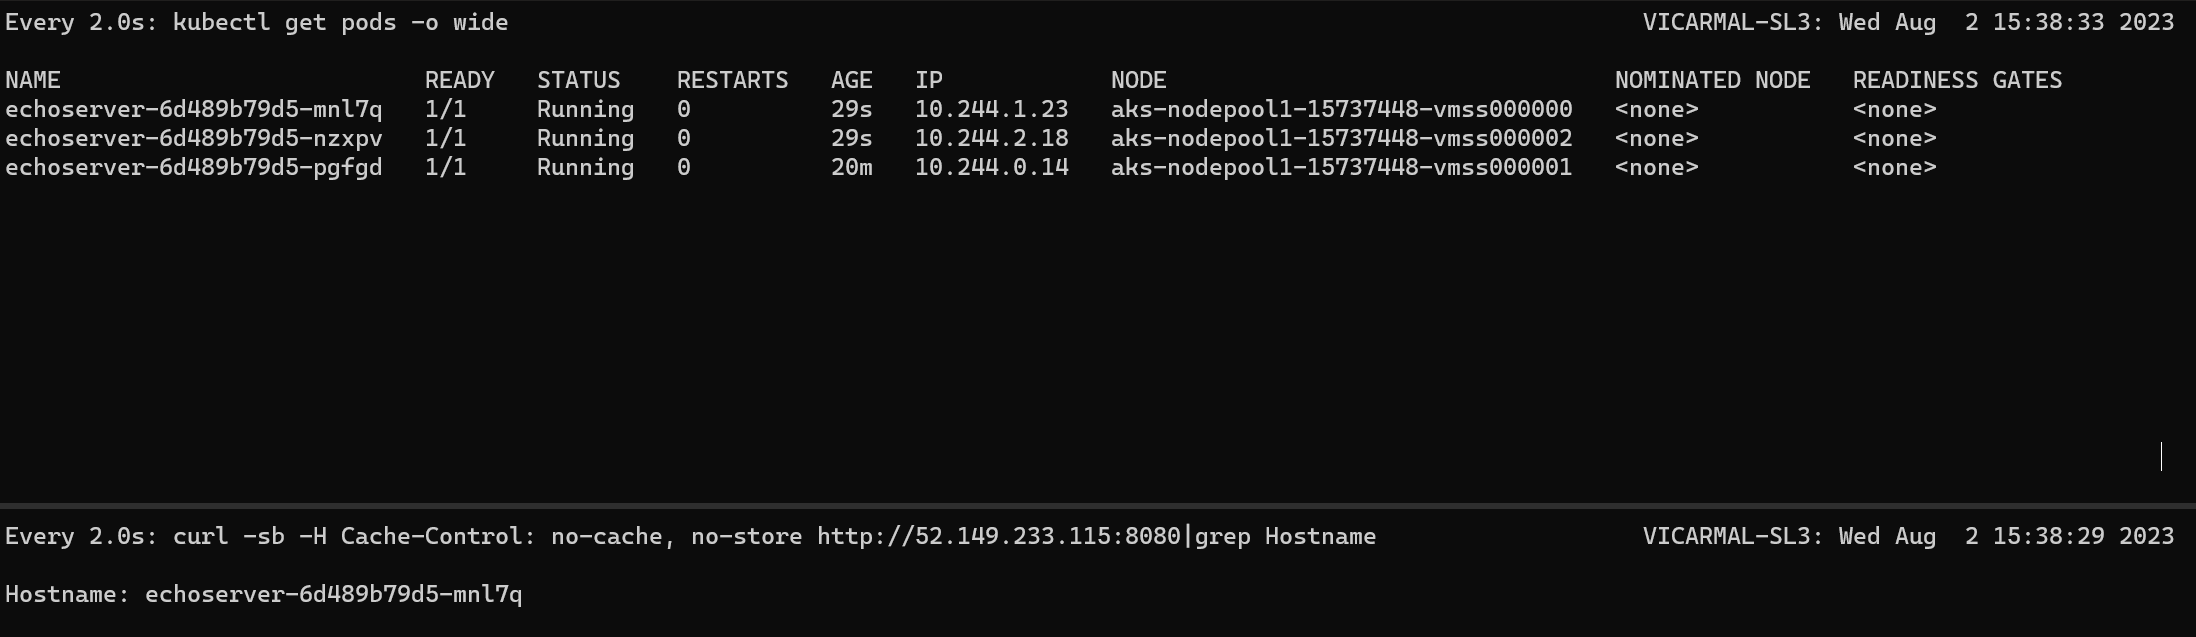 Every 2.0s: kubectl get pods -o wide VICARMAL-SL3: Wed Aug  2 15:38:33 2023
NAME READY STATUS RESTARTS AGE IP NODE NOMINATED NODE READINESS GATES
echoserver-6d489b79d5-mnl7q 1/1 Running 0 29s 10.244.1.23 aks-nodepool1-15737448-vmss000000 <none> <none>
echoserver-6d489b79d5-nzxpv 1/1 Running 0 29s 10.244.2.18 aks-nodepool1-15737448-vmss000002 <none> <none>
echoserver-6d489b79d5-pgfgd 1/1 Running 0 20m 10.244.0.14 aks-nodepool1-15737448-vmss000001 <none> <none>
Every 2.0s: curl -sb -H Cache-Control: no-cache, no-store http://52.149.233.115:8080|grep Hostname VICARMAL-SL3: Wed Aug  2 15:38:29 2023
Hostname: echoserver-6d489b79d5-mnl7q